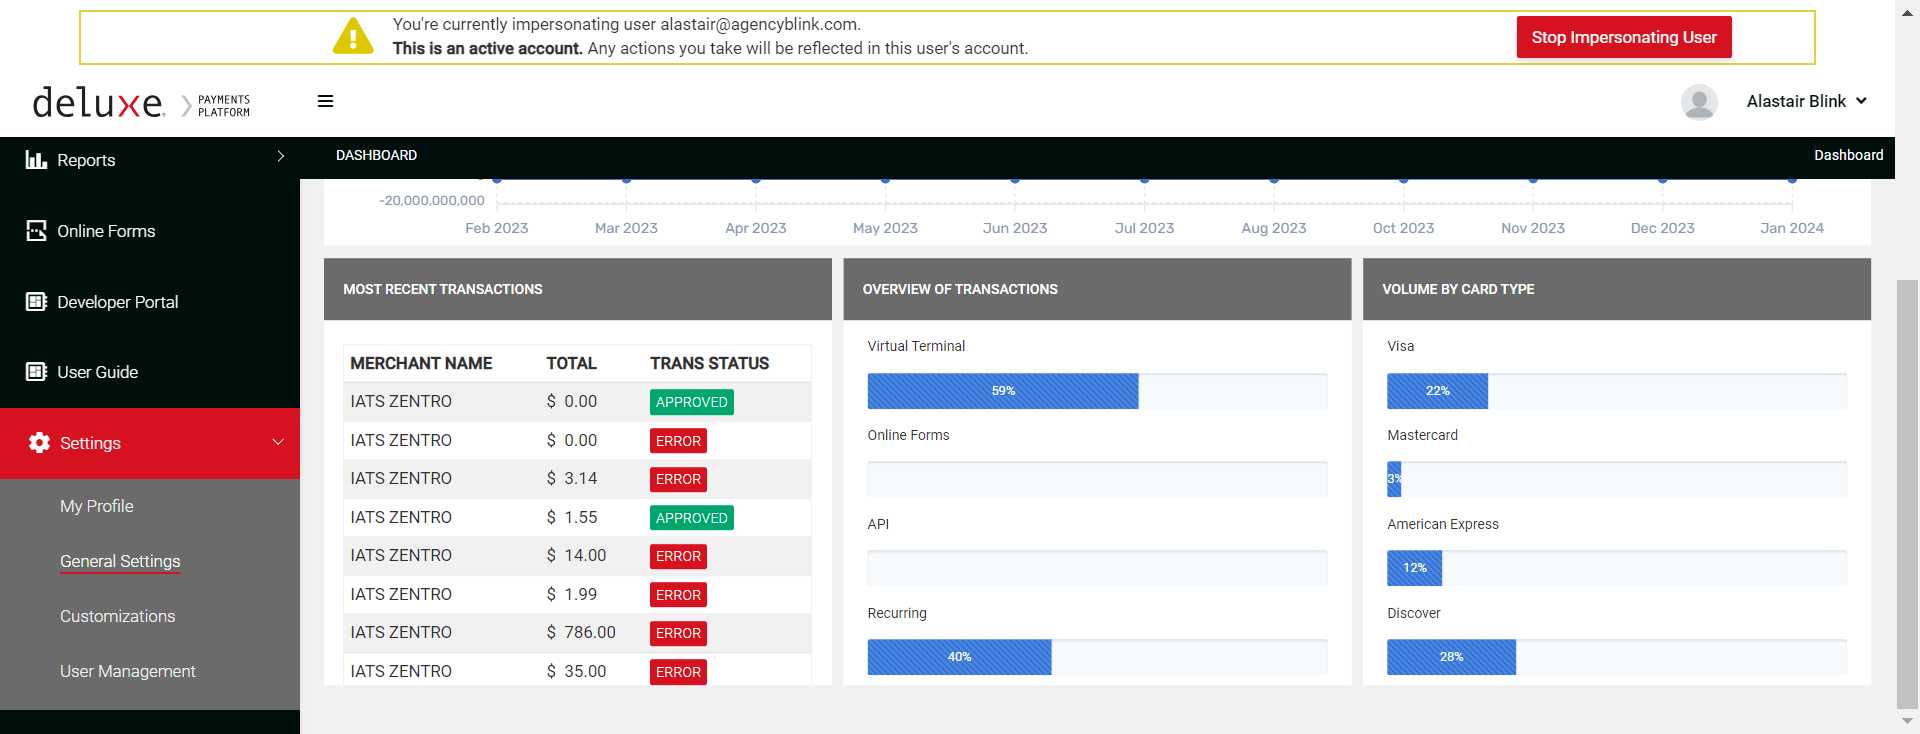 You're currently impersonating user alastair@agencyblink.com.
This is an active account. Any actions you take will be reflected in this user's account.
Stop Impersonating User
deluxe. PAYMENTS PLATFORM
Alastair Blink
Reports
Online Forms
Developer Portal
User Guide
Settings
My Profile
General Settings
Customizations
User Management
DASHBOARD
Dashboard
-20,000,000,000
Feb 2023 Mar 2023 Apr 2023 May 2023 Jun 2023 Jul 2023 Aug 2023 Oct 2023 Nov 2023 Dec 2023 Jan 2024
MOST RECENT TRANSACTIONS
MERCHANT NAME TOTAL TRANS STATUS
IATS ZENTRO $ 0.00 APPROVED
IATS ZENTRO $ 0.00 ERROR
IATS ZENTRO $ 3.14 ERROR
IATS ZENTRO $ 1.55 APPROVED
IATS ZENTRO $ 14.00 ERROR
IATS ZENTRO $ 1.99 ERROR
IATS ZENTRO $ 786.00 ERROR
IATS ZENTRO $ 35.00 ERROR
OVERVIEW OF TRANSACTIONS
Virtual Terminal
59%
Online Forms
API
Recurring
40%
VOLUME BY CARD TYPE
Visa
22%
Mastercard
3%
American Express
12%
Discover
28%